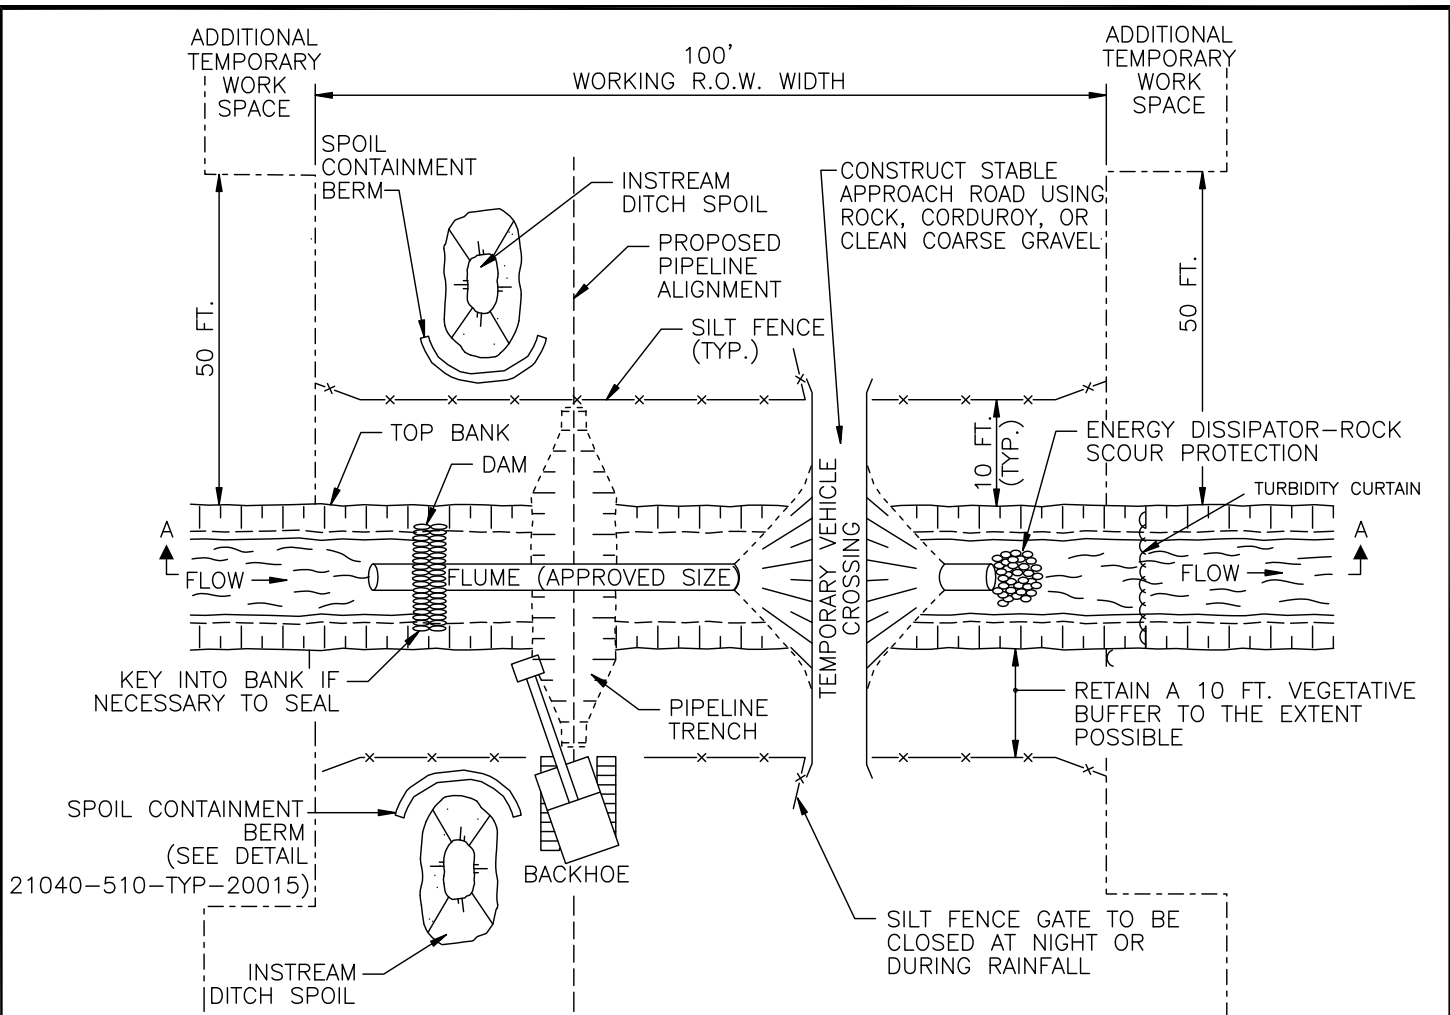 ADDITIONAL
TEMPORARY
WORK
SPACE
100'
WORKING R.O.W. WIDTH
ADDITIONAL
TEMPORARY
WORK
SPACE
SPOIL
CONTAINMENT
BERM
INSTREAM
DITCH SPOIL
PROPOSED
PIPELINE
ALIGNMENT
CONSTRUCT STABLE
APPROACH ROAD USING
ROCK, CORDUROY, OR
CLEAN COARSE GRAVEL
50 FT.
50 FT.
SILT FENCE
(TYP.)
TOP BANK
DAM
10 FT.
(TYP.)
ENERGY DISSIPATOR-ROCK
SCOUR PROTECTION
TURBIDITY CURTAIN
A
A
FLOW
FLUME (APPROVED SIZE)
TEMPORARY VEHICLE
CROSSING
FLOW
KEY INTO BANK IF
NECESSARY TO SEAL
PIPELINE
TRENCH
RETAIN A 10 FT. VEGETATIVE
BUFFER TO THE EXTENT
POSSIBLE
SPOIL CONTAINMENT
BERM
(SEE DETAIL
21040-510-TYP-20015)
BACKHOE
INSTREAM
DITCH SPOIL
SILT FENCE GATE TO BE
CLOSED AT NIGHT OR
DURING RAINFALL